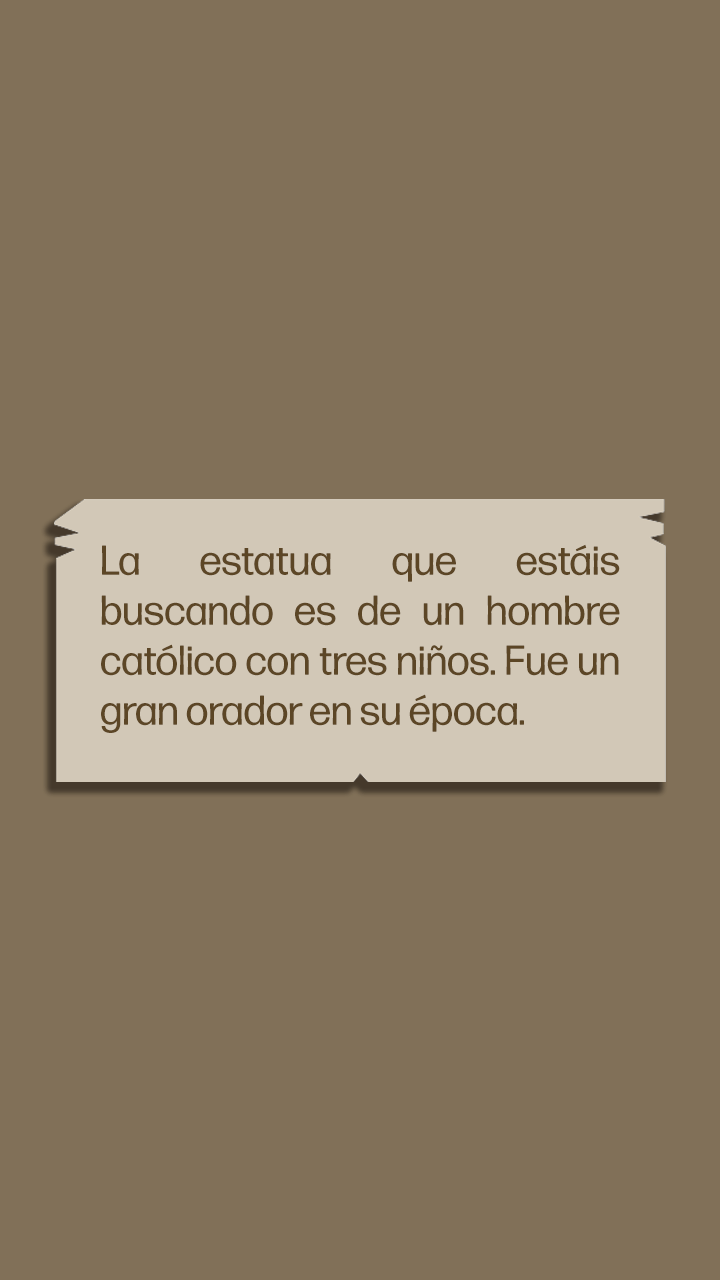 La estatua que estáis
buscando es de un hombre
católico con tres niños. Fue un
gran orador en su época.